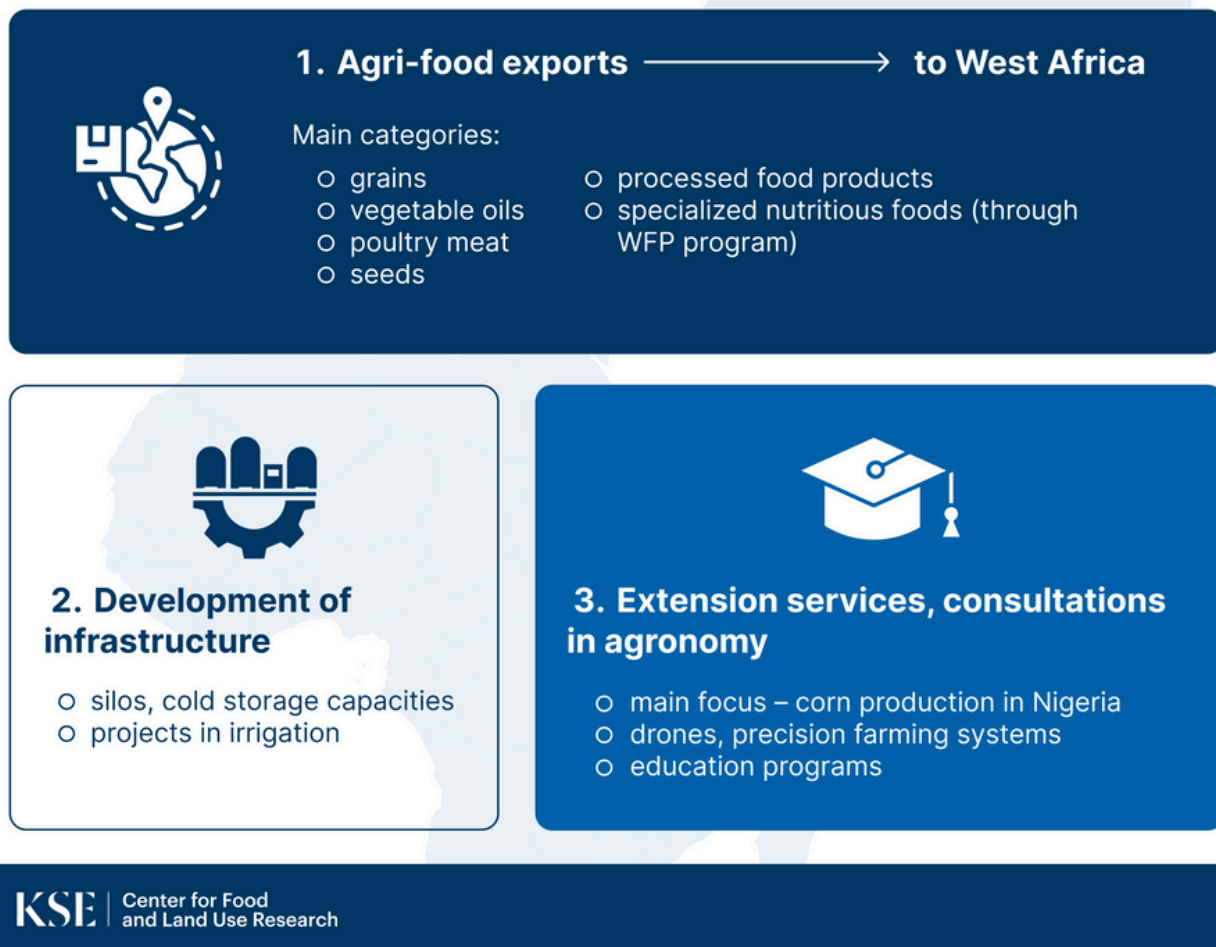 1. Agri-food exports to West Africa
Main categories:
grains
vegetable oils
poultry meat
seeds
processed food products
specialized nutritious foods (through
WFP program)
2. Development of
infrastructure
silos, cold storage capacities
projects in irrigation
3. Extension services, consultations
in agronomy
main focus – corn production in Nigeria
drones, precision farming systems
education programs
KSE
Center for Food
and Land Use Research